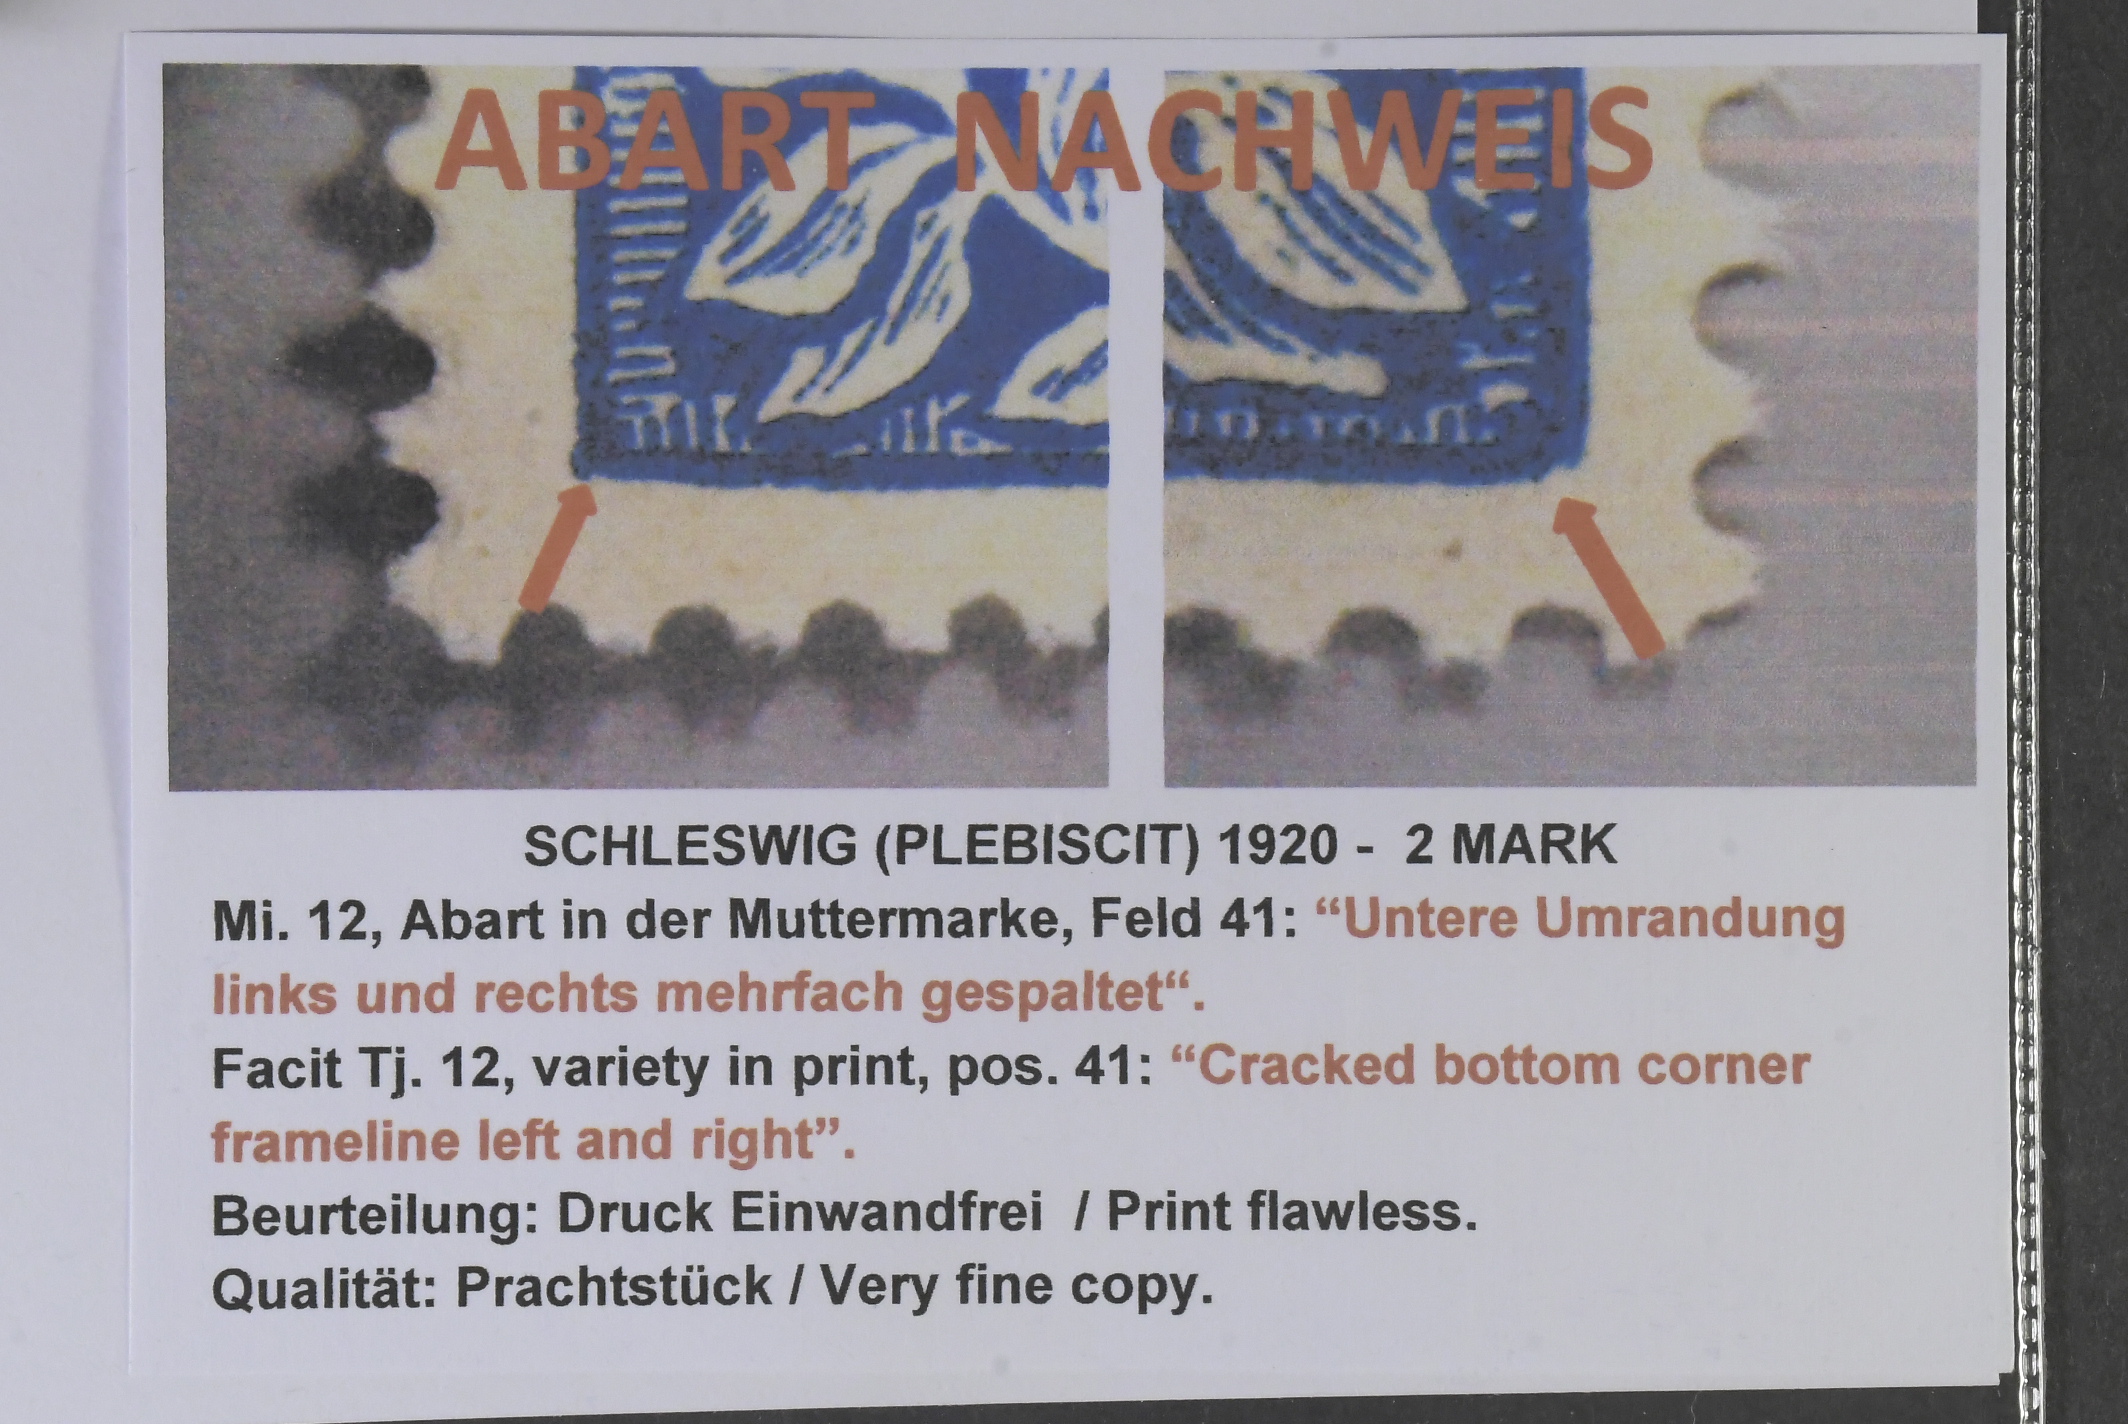 ABART NACHWEIS
SCHLESWIG (PLEBISCIT) 1920 - 2 MARK
Mi. 12, Abart in der Muttermarke, Feld 41: “Untere Umrandung
links und rechts mehrfach gespaltet“.
Facit Tj. 12, variety in print, pos. 41: “Cracked bottom corner
frameline left and right”.
Beurteilung: Druck Einwandfrei / Print flawless.
Qualität: Prachtstück / Very fine copy.